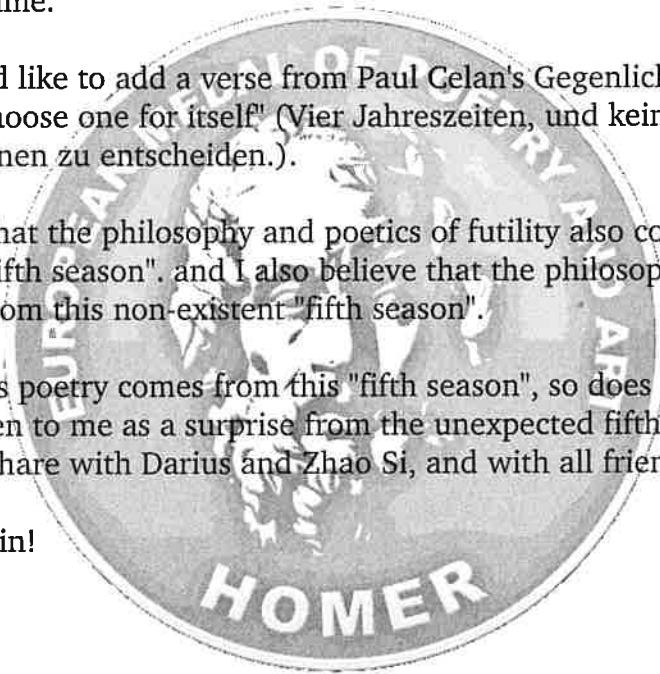 me.
d like to add a verse from Paul Celan's Gegenlich
hoose one for itself" (Vier Jahreszeiten, und kein
nen zu entscheiden.).
hat the philosophy and poetics of futility also co
ifth season". and I also believe that the philosop
om this non-existent "fifth season".
s poetry comes from this "fifth season", so does
en to me as a surprise from the unexpected fifth
hare with Darius and Zhao Si, and with all frien
in!
EUROPEAN MEDAL OF POETRY AND ART
HOMER